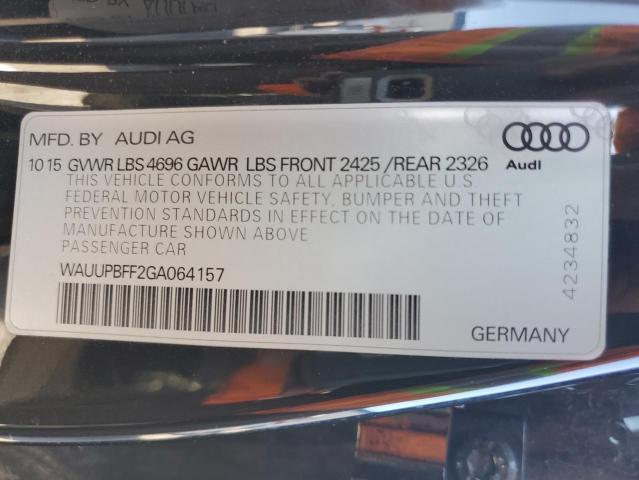 MFD. BY AUDI AG
10 15 GVWR LBS 4696 GAWR LBS FRONT 2425 /REAR 2326
THIS VEHICLE CONFORMS TO ALL APPLICABLE U.S
FEDERAL MOTOR VEHICLE SAFETY, BUMPER AND THEFT
PREVENTION STANDARDS IN EFFECT ON THE DATE OF
MANUFACTURE SHOWN ABOVE
PASSENGER CAR
WAUUPBFF2GA064157
Audi
4234832
GERMANY